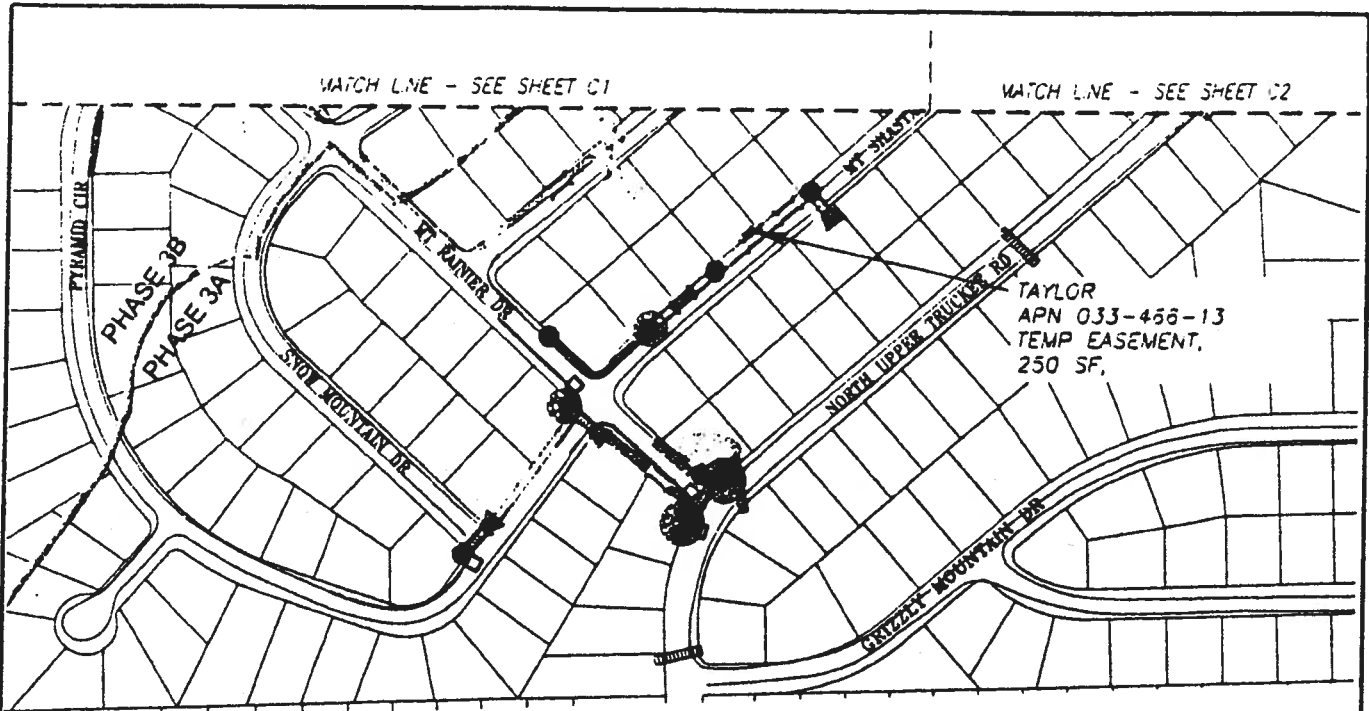 MATCH LINE - SEE SHEET C1
MATCH LINE - SEE SHEET C2
PYRAMID CIR
PHASE 3B
PHASE 3A
MT RAINIER DR
MT SHASTA
SNOW MOUNTAIN DR
NORTH UPPER TRUCKEE RD
TAYLOR
APN 033-466-13
TEMP EASEMENT,
250 SF,
GRIZZLY MOUNTAIN DR